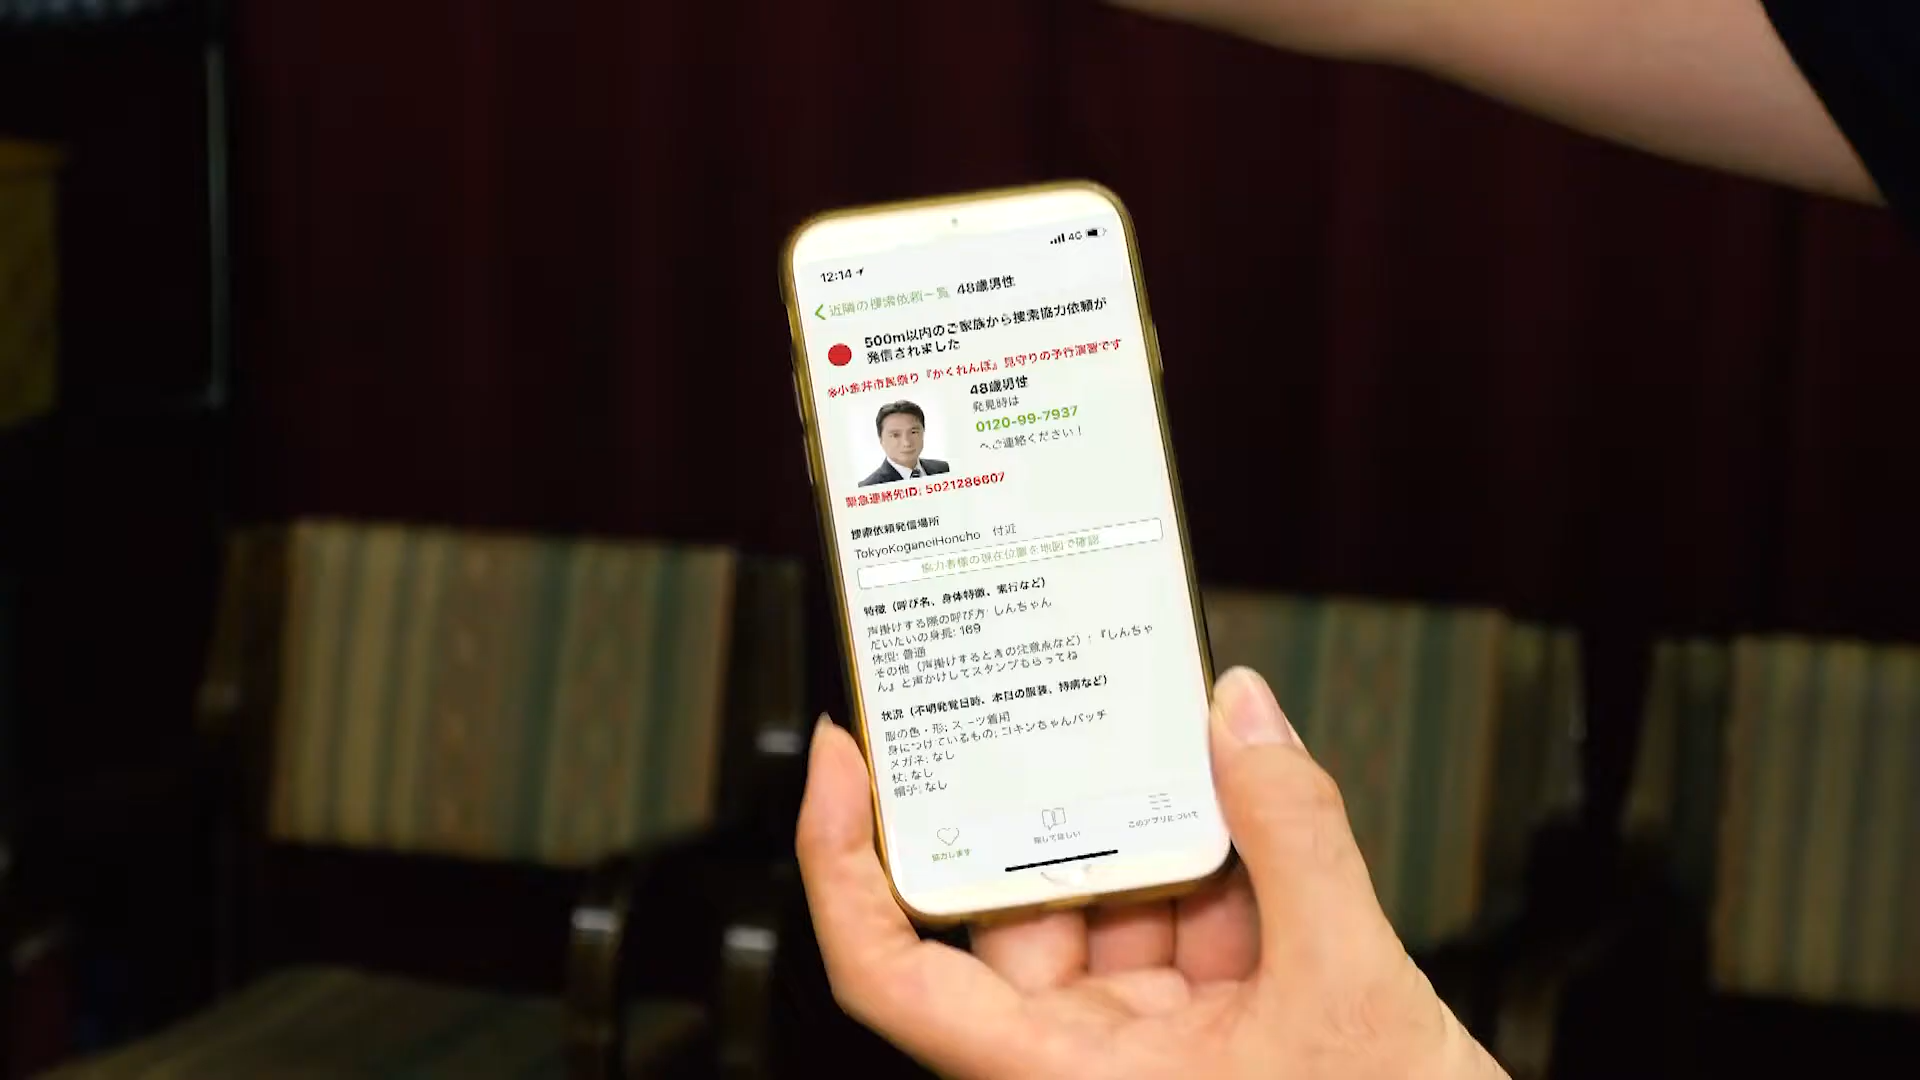 12:14
4G
近隣の捜索依頼一覧 48歳男性
500m以内のご家族から捜索協力依頼が
発信されました
※小金井市民祭り『かくれんぼ』見守りの予行演習です
48歳男性
発見時は
0120-99-7937
へご連絡ください！
緊急連絡先ID: 5021286607
捜索依頼発信場所
TokyoKoganeiHoncho 付近
協力者様の現在位置を地図で確認
特徴（呼び名、身体特徴、素行など）
声掛けする際の呼び方: しんちゃん
だいたいの身長: 169
体型: 普通
その他（声掛けするときの注意点など）: 『しんちゃ
ん』と声かけしてスタンプもらってね
状況（不明発覚日時、本日の服装、持病など）
服の色・形: スーツ着用
身につけているもの: コキンちゃんバッチ
メガネ: なし
杖: なし
帽子: なし
協力します
探してほしい
このアプリについて